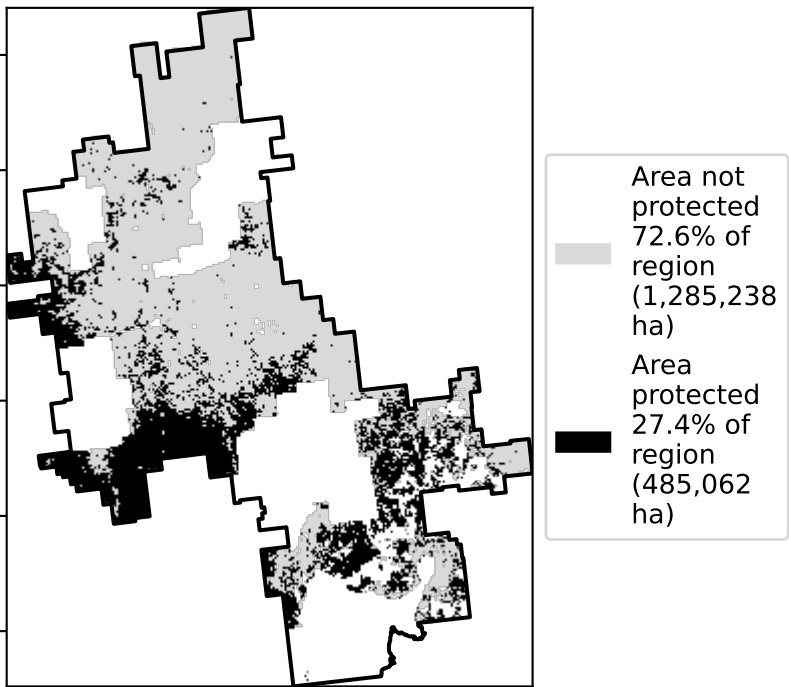 Area not
protected
72.6% of
region
(1,285,238
ha)
Area
protected
27.4% of
region
(485,062
ha)